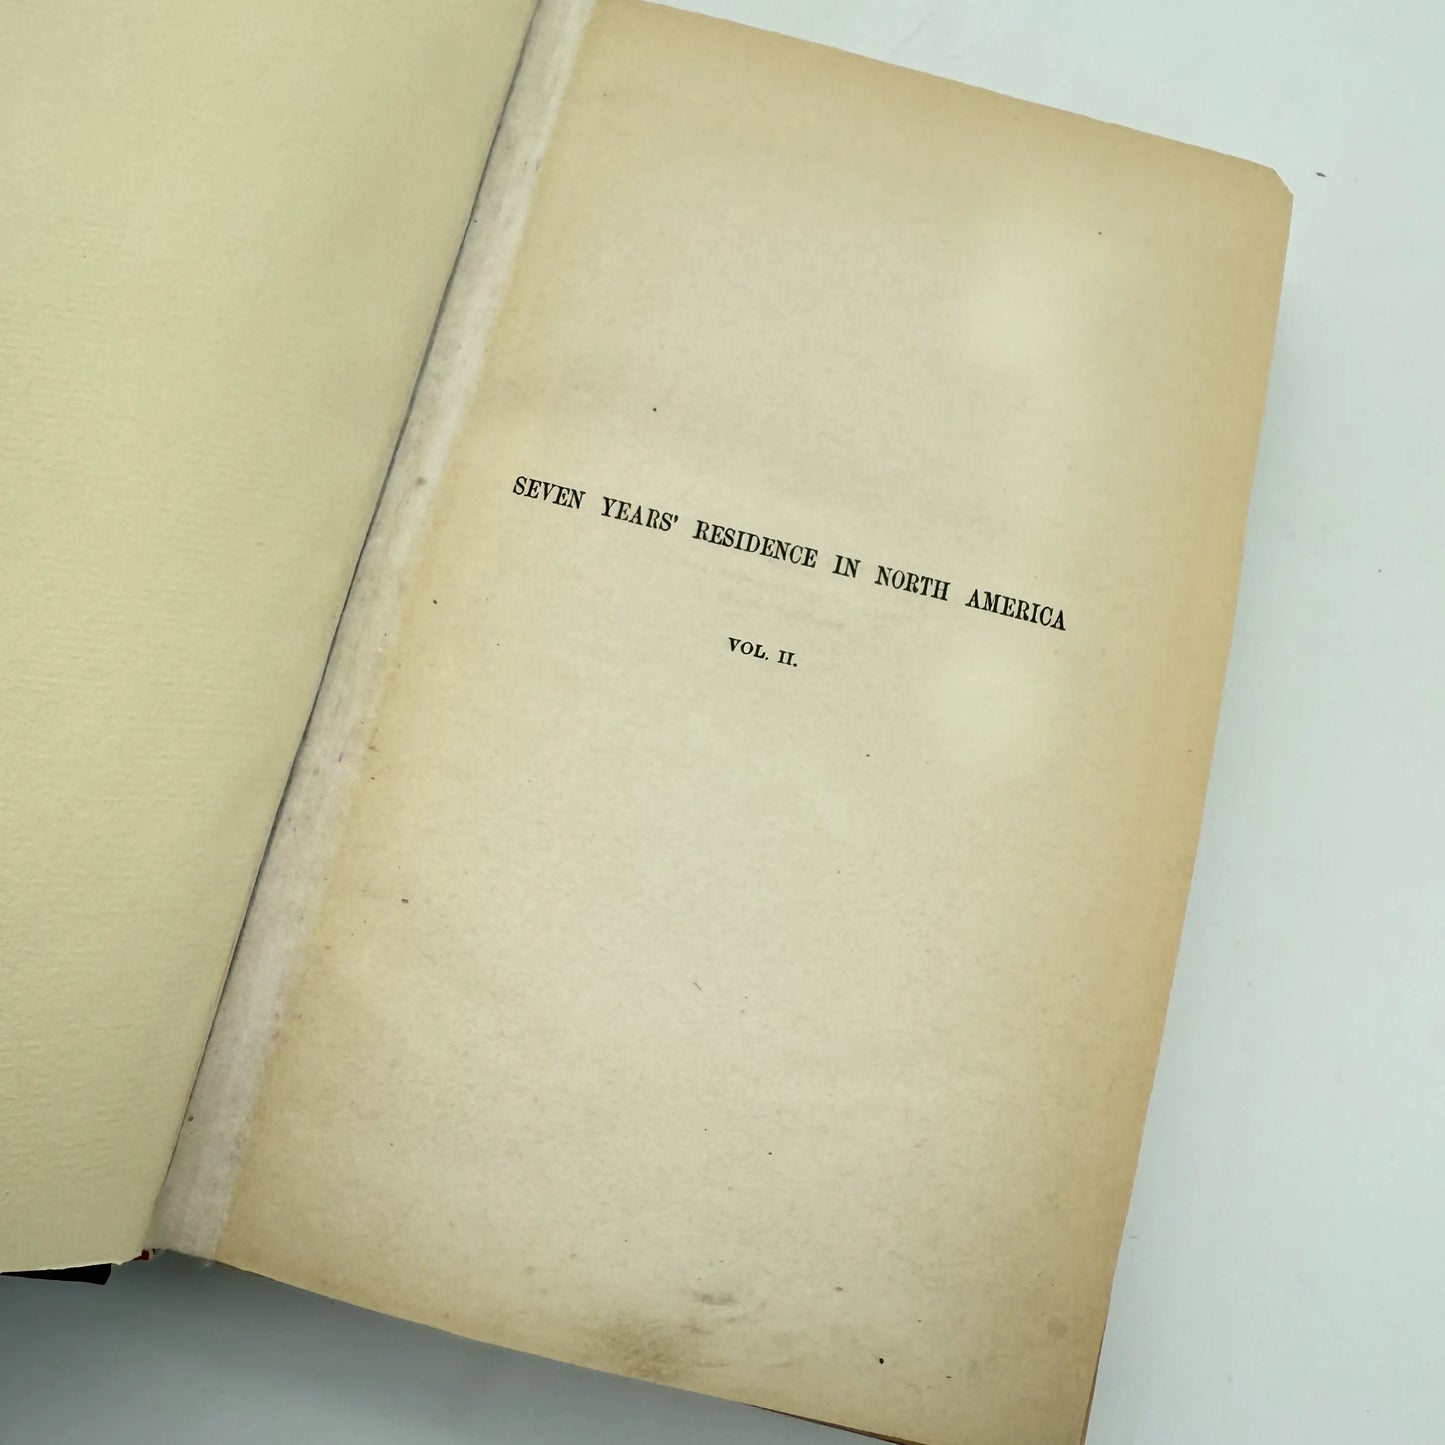 SEVEN YEARS' RESIDENCE IN NORTH AMERICA
VOL. II.